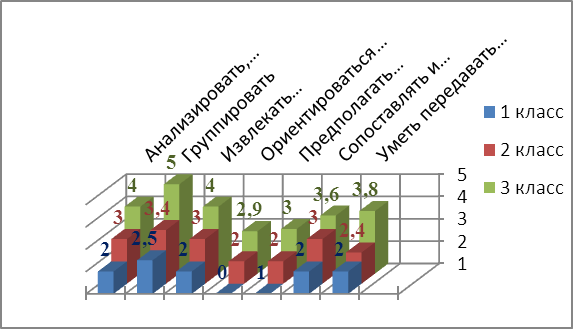 Анализировать,...
Группировать
Извлекать...
Ориентироваться...
Предполагать...
Сопоставлять и...
Уметь передавать...
1 класс
2 класс
3 класс
5
4
3
2
1
4
5
4
2,9
3
3,6
3,8
3
3,4
3
2
2
3
2,4
2
2,5
2
0
1
2
2